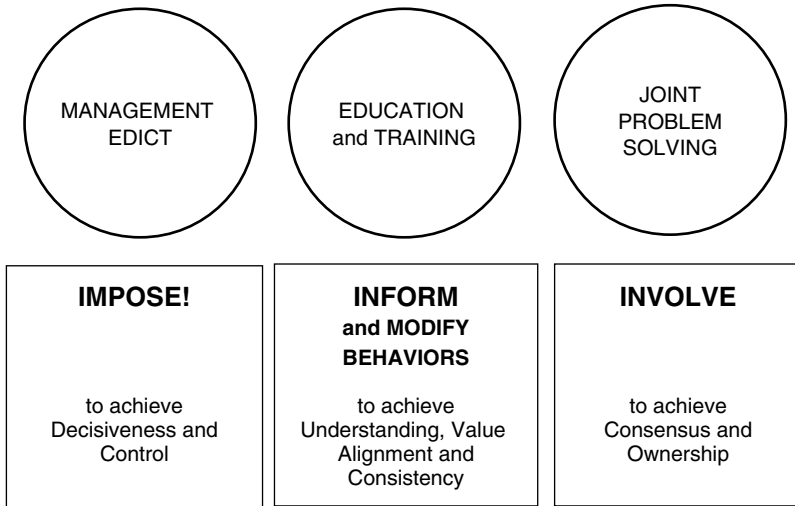 MANAGEMENT
EDICT
EDUCATION
and TRAINING
JOINT
PROBLEM
SOLVING
IMPOSE!
to achieve
Decisiveness and
Control
INFORM
and MODIFY
BEHAVIORS
to achieve
Understanding, Value
Alignment and
Consistency
INVOLVE
to achieve
Consensus and
Ownership